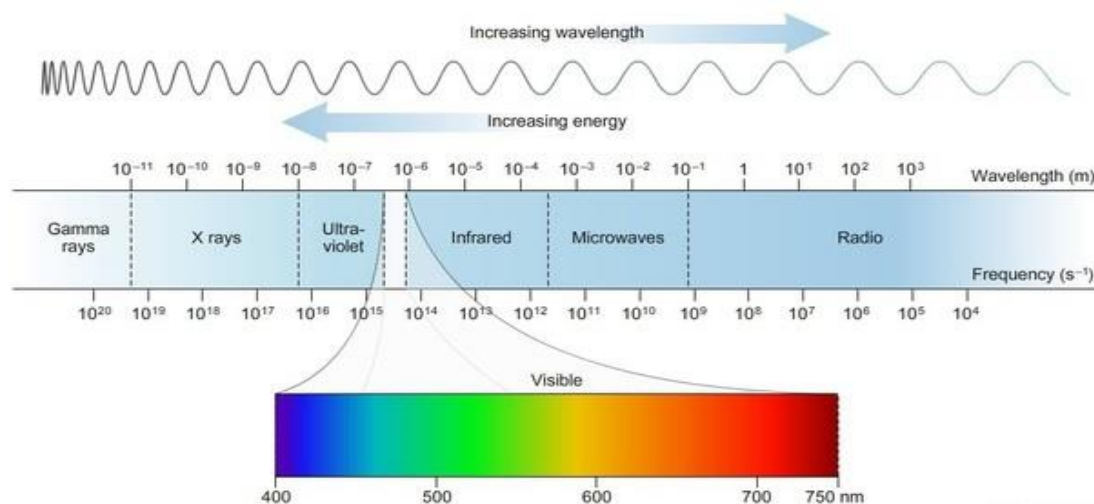 Increasing wavelength
Increasing energy
10⁻¹¹ 10⁻¹⁰ 10⁻⁹ 10⁻⁸ 10⁻⁷ 10⁻⁶ 10⁻⁵ 10⁻⁴ 10⁻³ 10⁻² 10⁻¹ 1 10¹ 10² 10³ Wavelength (m)
Gamma rays X rays Ultra-violet Infrared Microwaves Radio
Frequency (s⁻¹)
10²⁰ 10¹⁹ 10¹⁸ 10¹⁷ 10¹⁶ 10¹⁵ 10¹⁴ 10¹³ 10¹² 10¹¹ 10¹⁰ 10⁹ 10⁸ 10⁷ 10⁶ 10⁵ 10⁴
Visible
400 500 600 700 750 nm